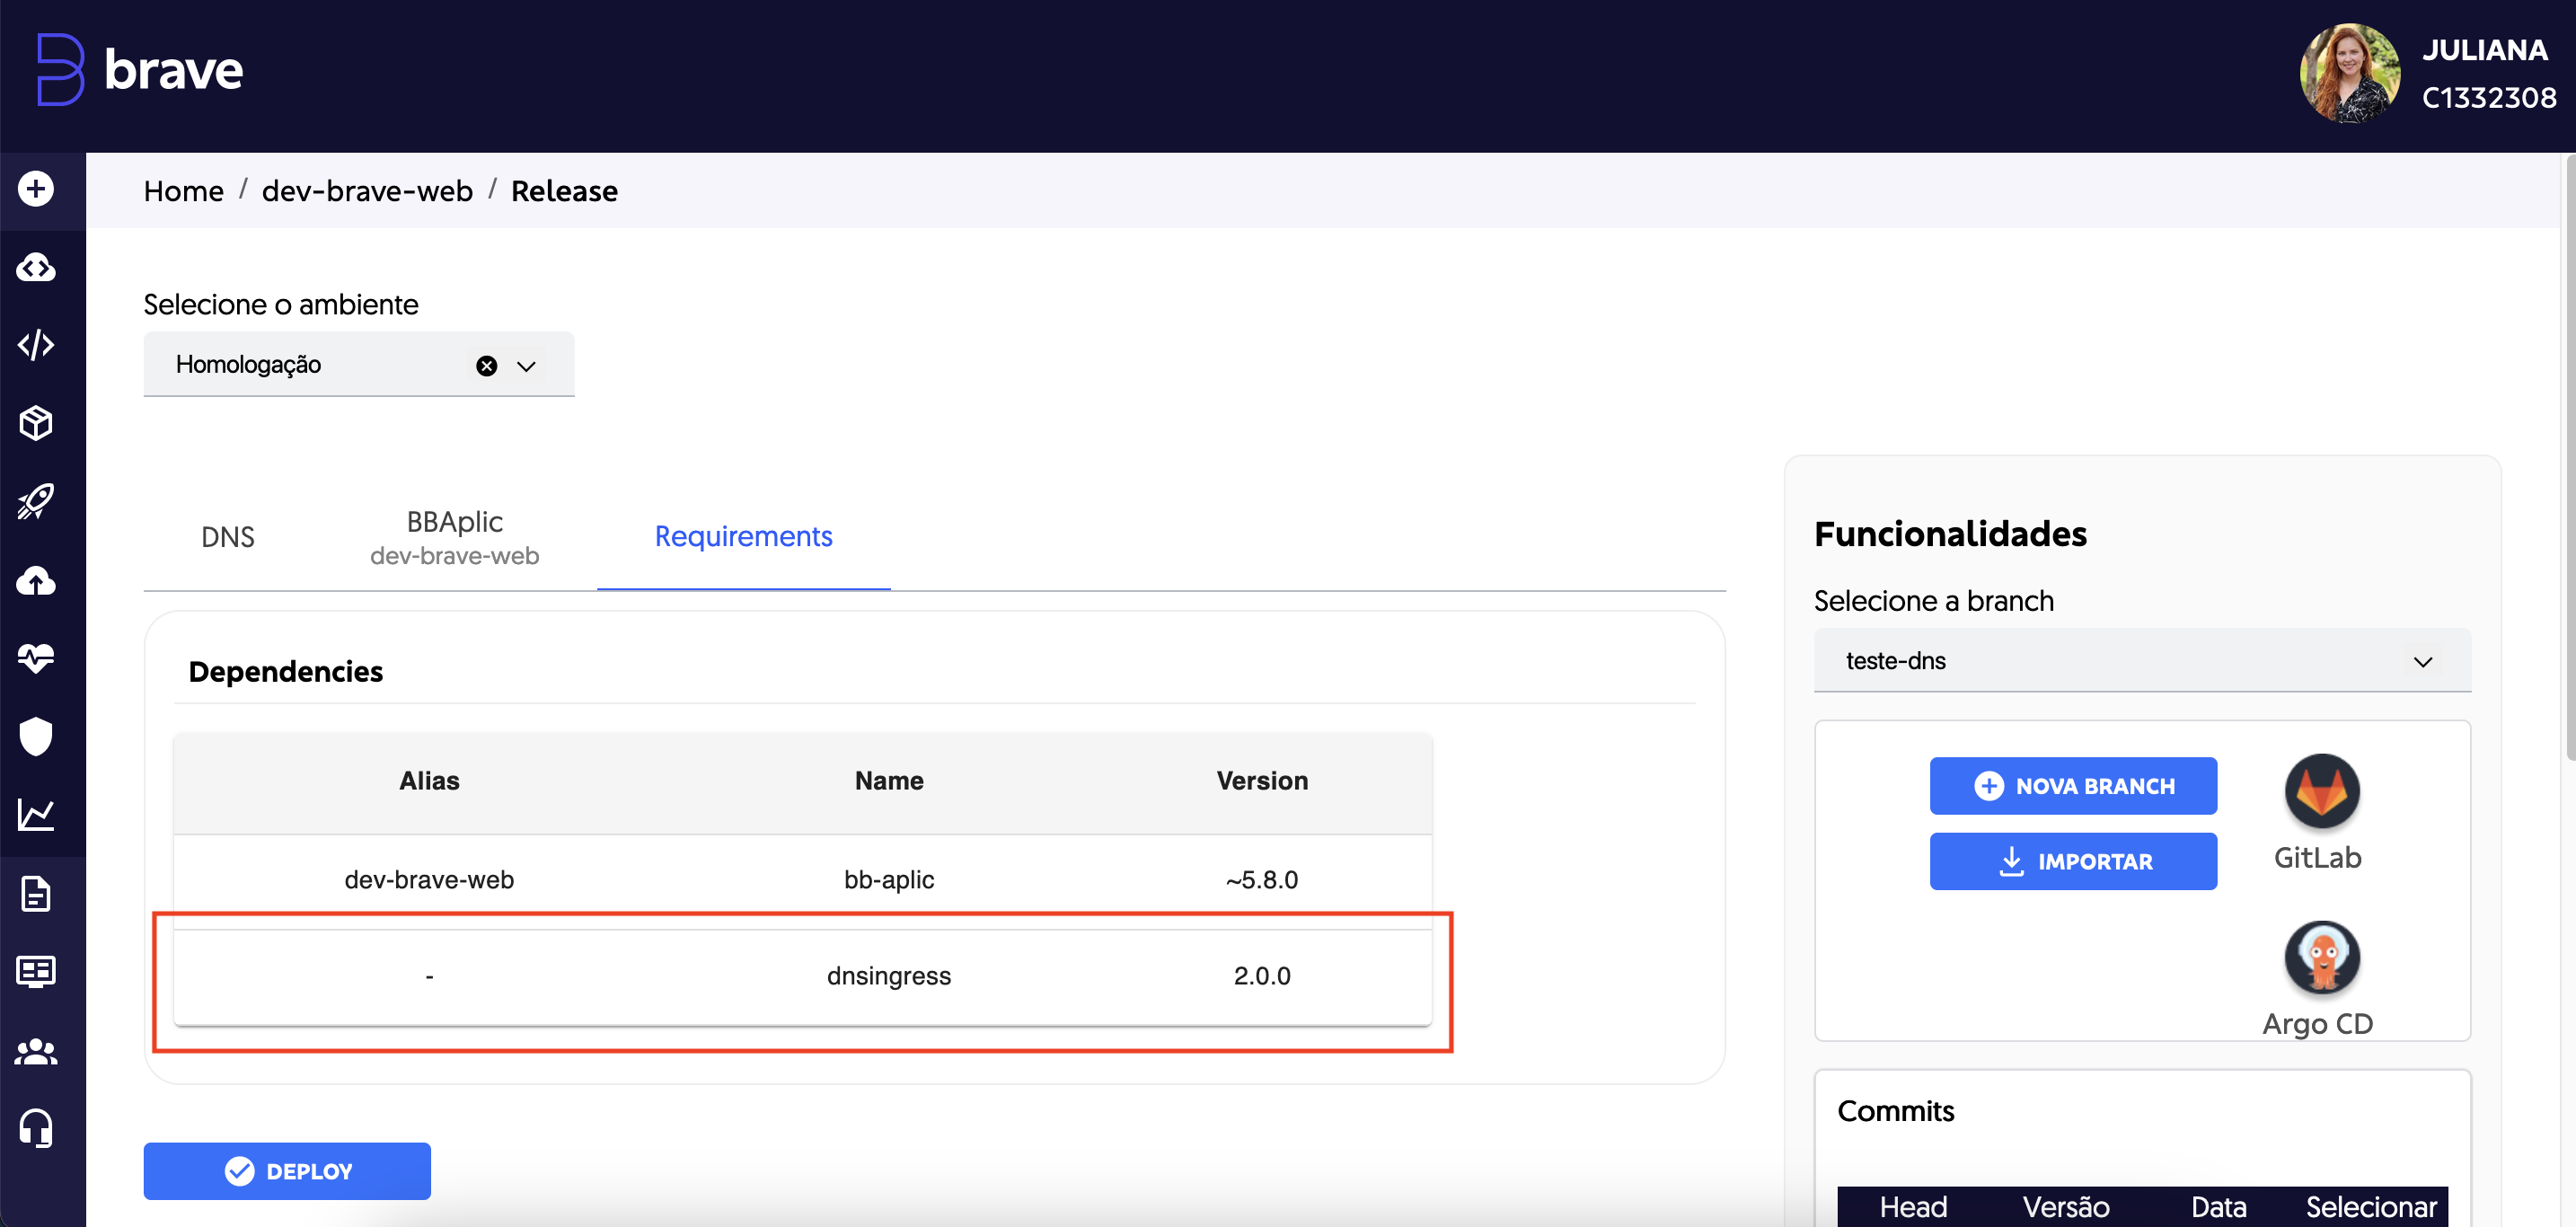 brave
JULIANA
C1332308
Home / dev-brave-web / Release
Selecione o ambiente
Homologação
DNS
BBAplic
dev-brave-web
Requirements
Dependencies
Alias Name Version
dev-brave-web bb-aplic ~5.8.0
- dnsingress 2.0.0
DEPLOY
Funcionalidades
Selecione a branch
teste-dns
NOVA BRANCH
IMPORTAR
GitLab
Argo CD
Commits
Head Versão Data Selecionar